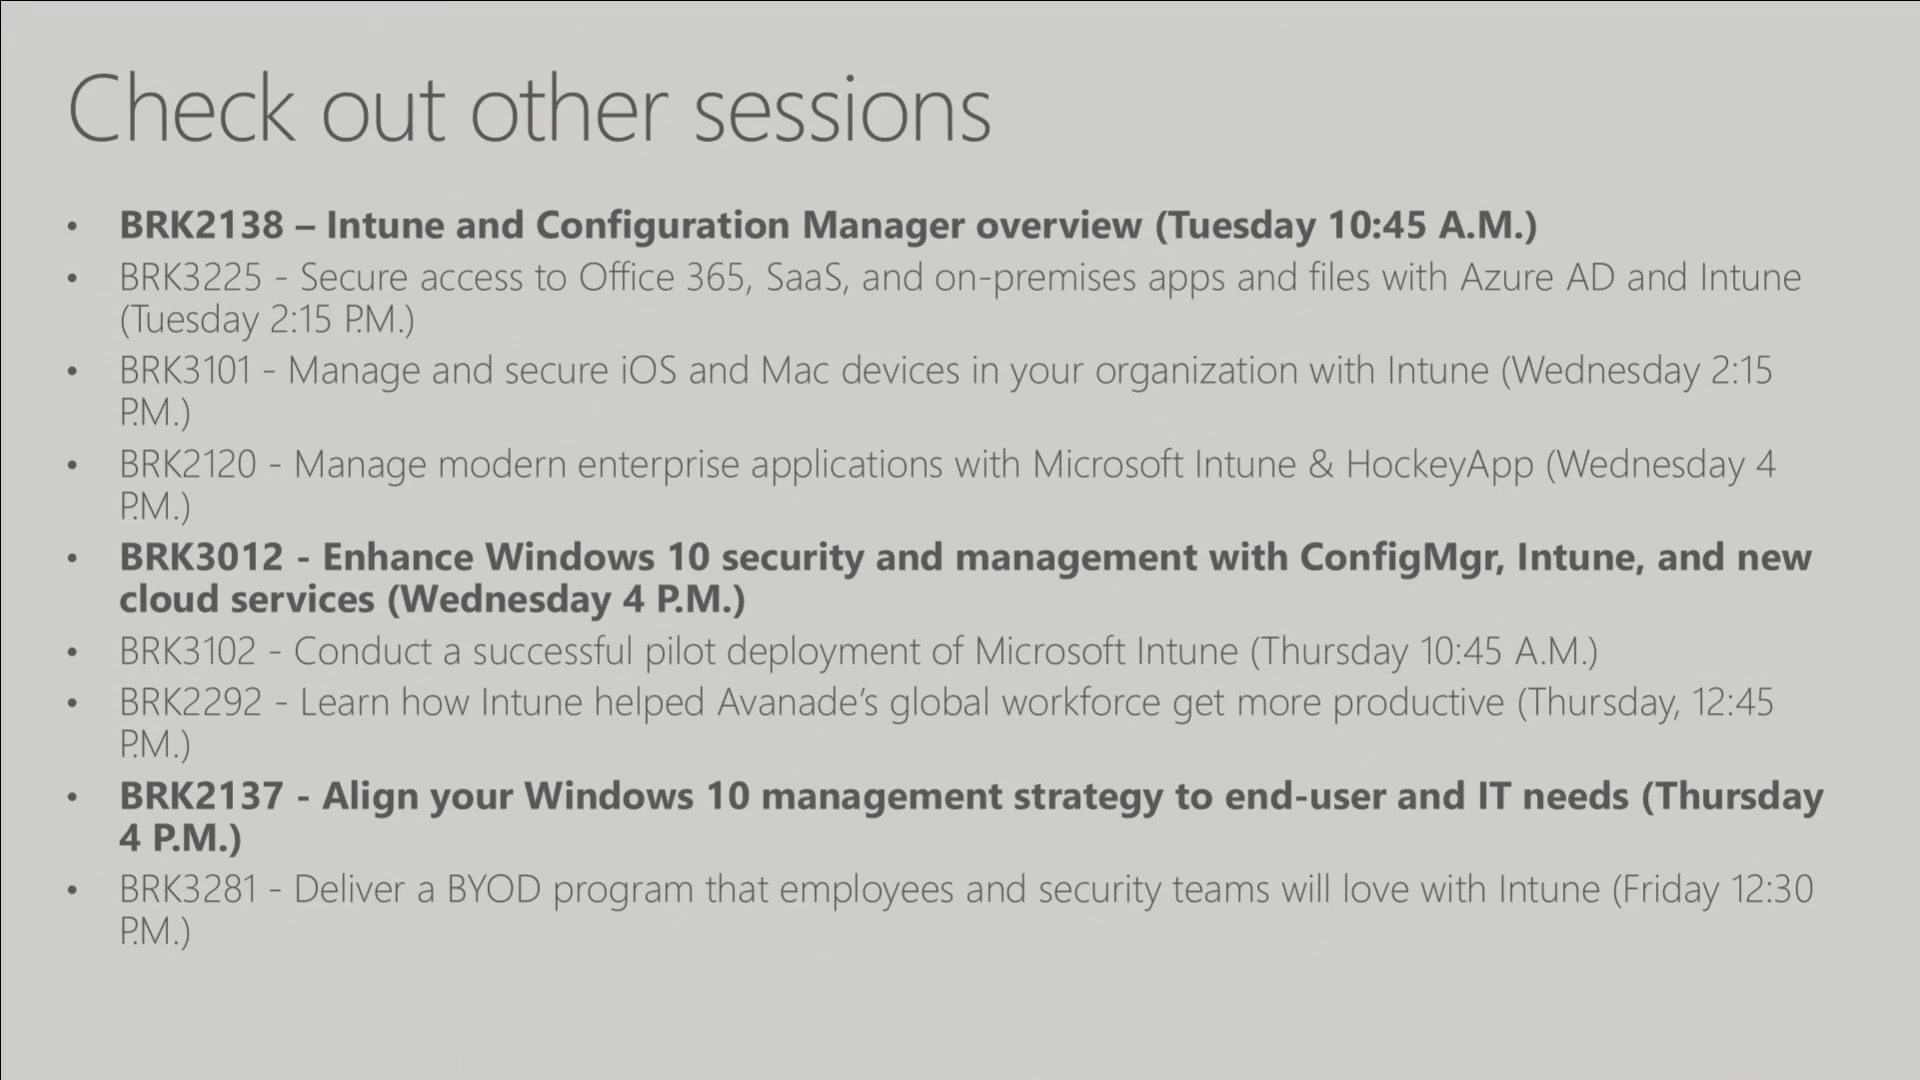 Check out other sessions
• BRK2138 – Intune and Configuration Manager overview (Tuesday 10:45 A.M.)
• BRK3225 - Secure access to Office 365, SaaS, and on-premises apps and files with Azure AD and Intune
(Tuesday 2:15 P.M.)
• BRK3101 - Manage and secure iOS and Mac devices in your organization with Intune (Wednesday 2:15
P.M.)
• BRK2120 - Manage modern enterprise applications with Microsoft Intune & HockeyApp (Wednesday 4
P.M.)
• BRK3012 - Enhance Windows 10 security and management with ConfigMgr, Intune, and new
cloud services (Wednesday 4 P.M.)
• BRK3102 - Conduct a successful pilot deployment of Microsoft Intune (Thursday 10:45 A.M.)
• BRK2292 - Learn how Intune helped Avanade’s global workforce get more productive (Thursday, 12:45
P.M.)
• BRK2137 - Align your Windows 10 management strategy to end-user and IT needs (Thursday
4 P.M.)
• BRK3281 - Deliver a BYOD program that employees and security teams will love with Intune (Friday 12:30
P.M.)